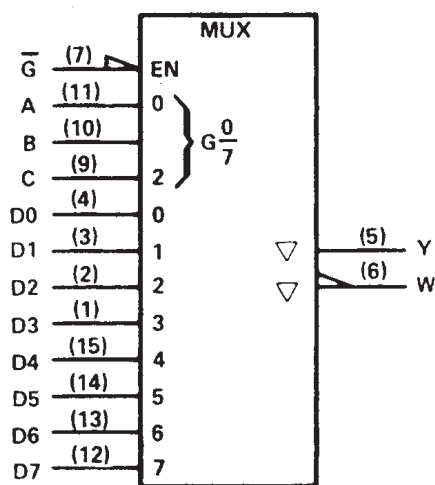 MUX
G̅ (7) EN
A (11) 0
B (10) G 0/7
C (9) 2
D0 (4) 0
D1 (3) 1 ▽ (5) Y
D2 (2) 2 ▽ (6) W
D3 (1) 3
D4 (15) 4
D5 (14) 5
D6 (13) 6
D7 (12) 7